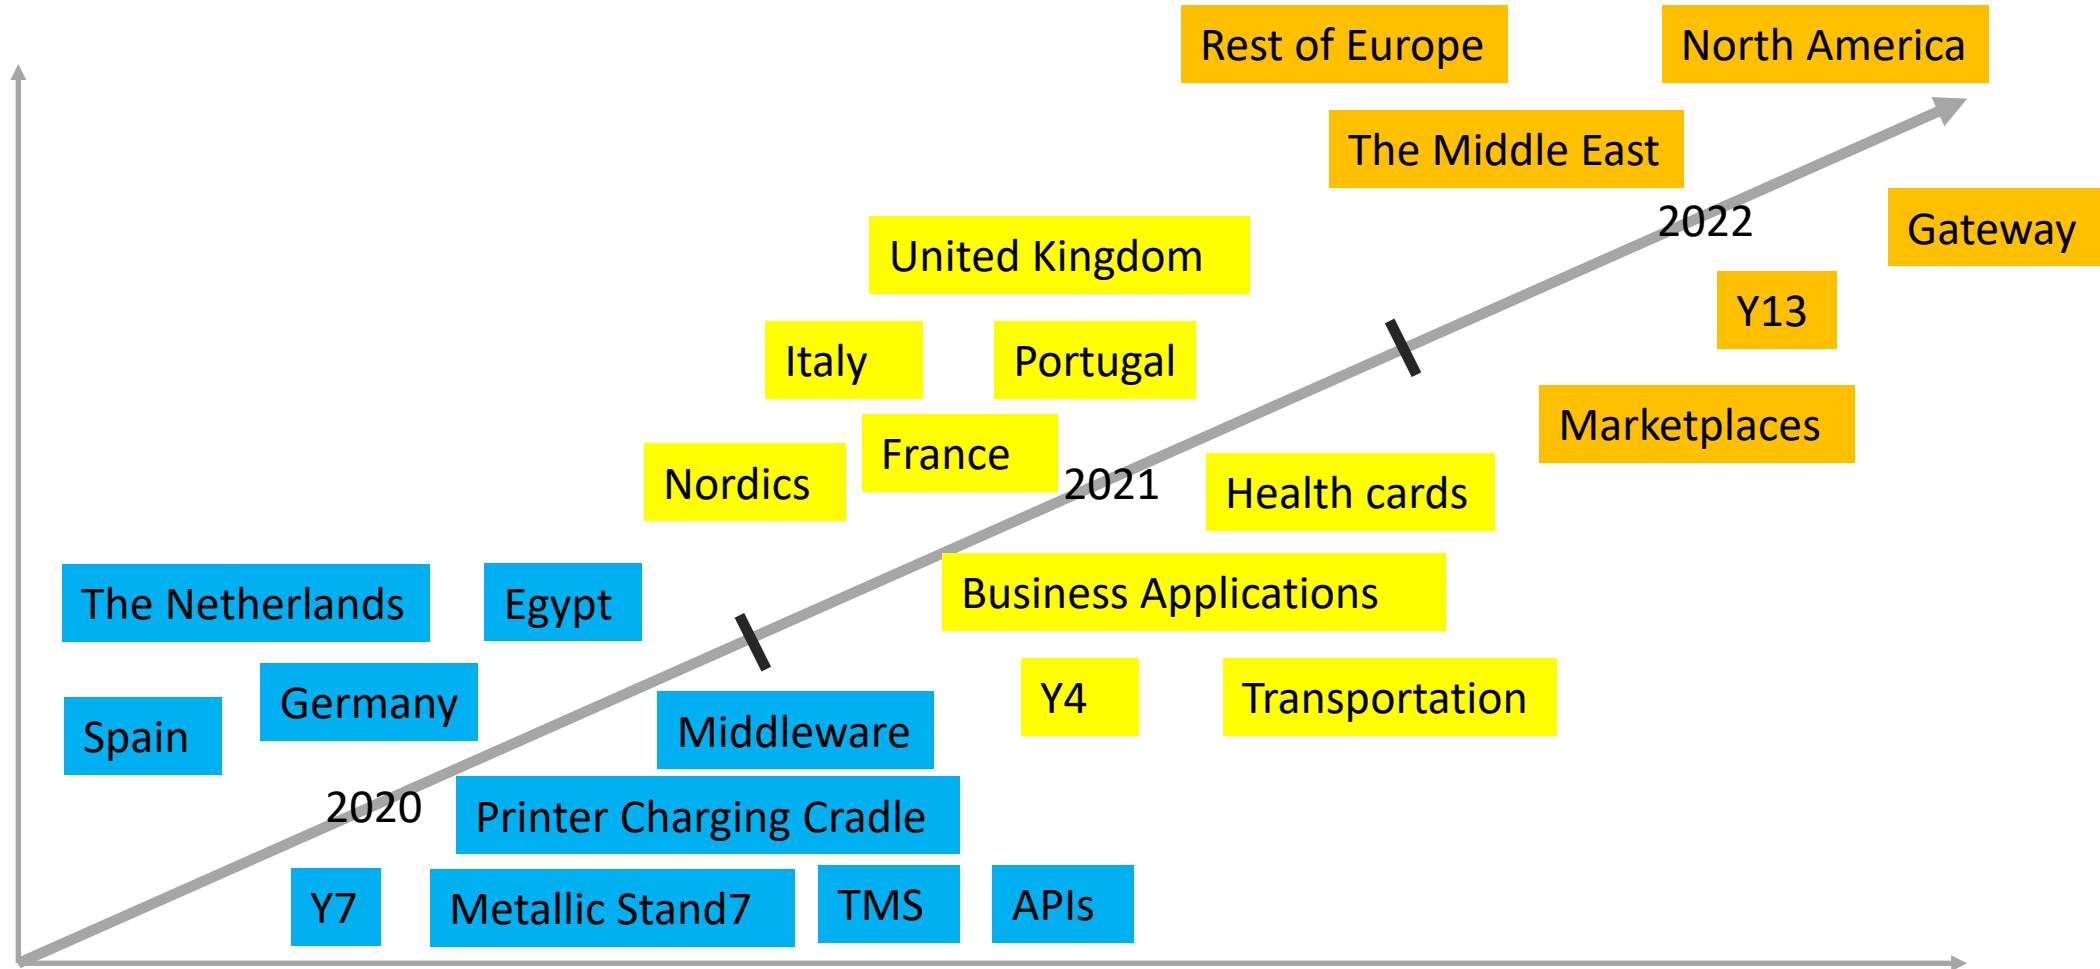 Rest of Europe
North America
The Middle East
2022
Gateway
United Kingdom
Y13
Italy
Portugal
Marketplaces
France
Nordics
2021
Health cards
Business Applications
The Netherlands
Egypt
Y4
Transportation
Germany
Spain
Middleware
2020
Printer Charging Cradle
Y7
Metallic Stand7
TMS
APIs